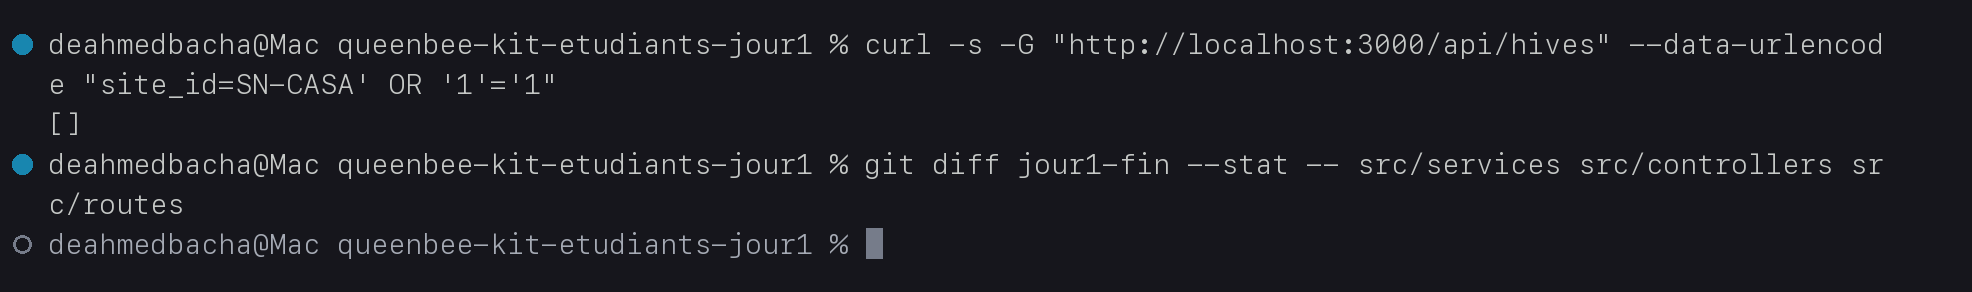 deahmedbacha@Mac queenbee-kit-etudiants-jour1 % curl -s -G "http://localhost:3000/api/hives" --data-urlencod
e "site_id=SN-CASA' OR '1'='1"
[]
deahmedbacha@Mac queenbee-kit-etudiants-jour1 % git diff jour1-fin --stat -- src/services src/controllers sr
c/routes
deahmedbacha@Mac queenbee-kit-etudiants-jour1 %